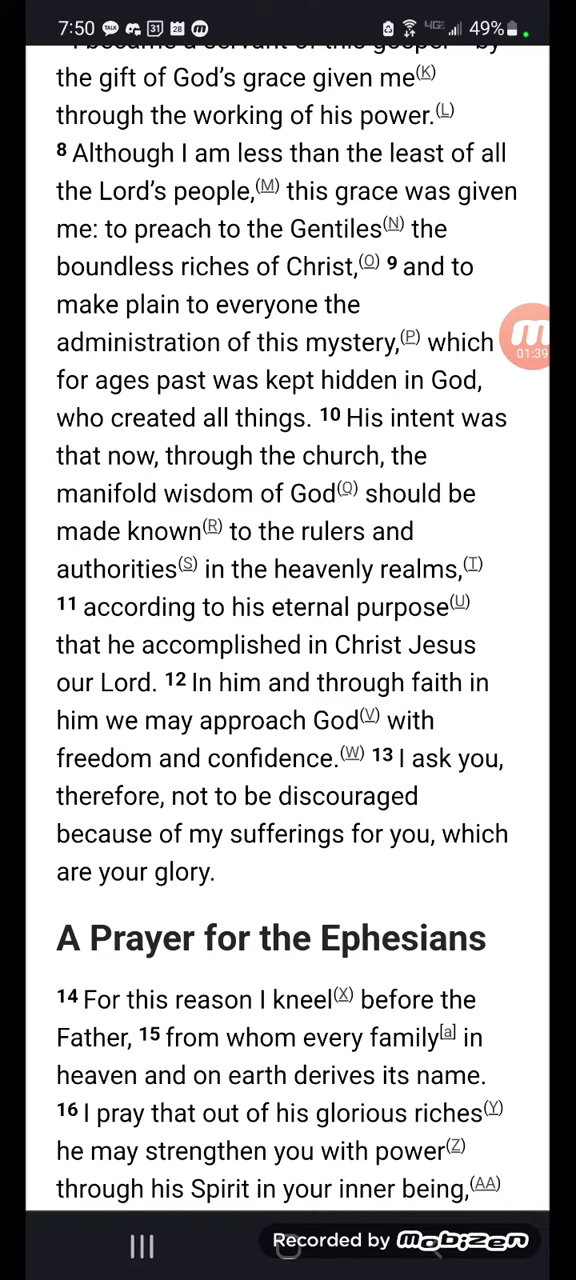 7:50 TALK 31 28 4GE 49%
I became a servant of this gospel by
the gift of God's grace given me(K)
through the working of his power.(L)
8 Although I am less than the least of all
the Lord's people,(M) this grace was given
me: to preach to the Gentiles(N) the
boundless riches of Christ,(O) 9 and to
make plain to everyone the
administration of this mystery,(P) which
m
01:39
for ages past was kept hidden in God,
who created all things. 10 His intent was
that now, through the church, the
manifold wisdom of God(Q) should be
made known(R) to the rulers and
authorities(S) in the heavenly realms,(T)
11 according to his eternal purpose(U)
that he accomplished in Christ Jesus
our Lord. 12 In him and through faith in
him we may approach God(V) with
freedom and confidence.(W) 13 I ask you,
therefore, not to be discouraged
because of my sufferings for you, which
are your glory.
A Prayer for the Ephesians
14 For this reason I kneel(X) before the
Father, 15 from whom every family[a] in
heaven and on earth derives its name.
16 I pray that out of his glorious riches(Y)
he may strengthen you with power(Z)
through his Spirit in your inner being,(AA)
Recorded by mobizen